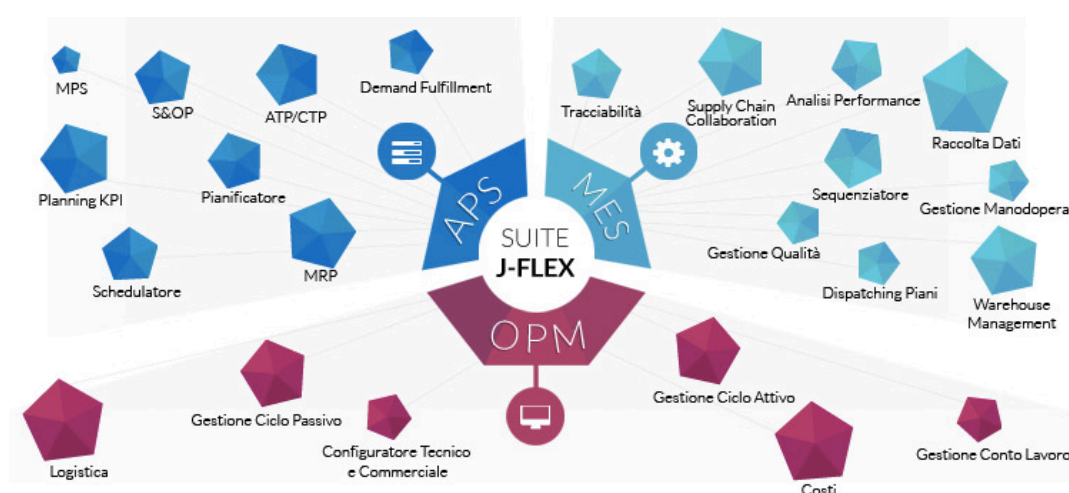 MPS
S&OP
ATP/CTP
Demand Fulfillment
Planning KPI
Pianificatore
Schedulatore
MRP
APS
Tracciabilità
Supply Chain
Collaboration
Analisi Performance
Raccolta Dati
Sequenziatore
Gestione Manodopera
Gestione Qualità
Dispatching Piani
Warehouse
Management
MES
SUITE
J-FLEX
OPM
Logistica
Gestione Ciclo Passivo
Configuratore Tecnico
e Commerciale
Gestione Ciclo Attivo
Costi
Gestione Conto Lavoro